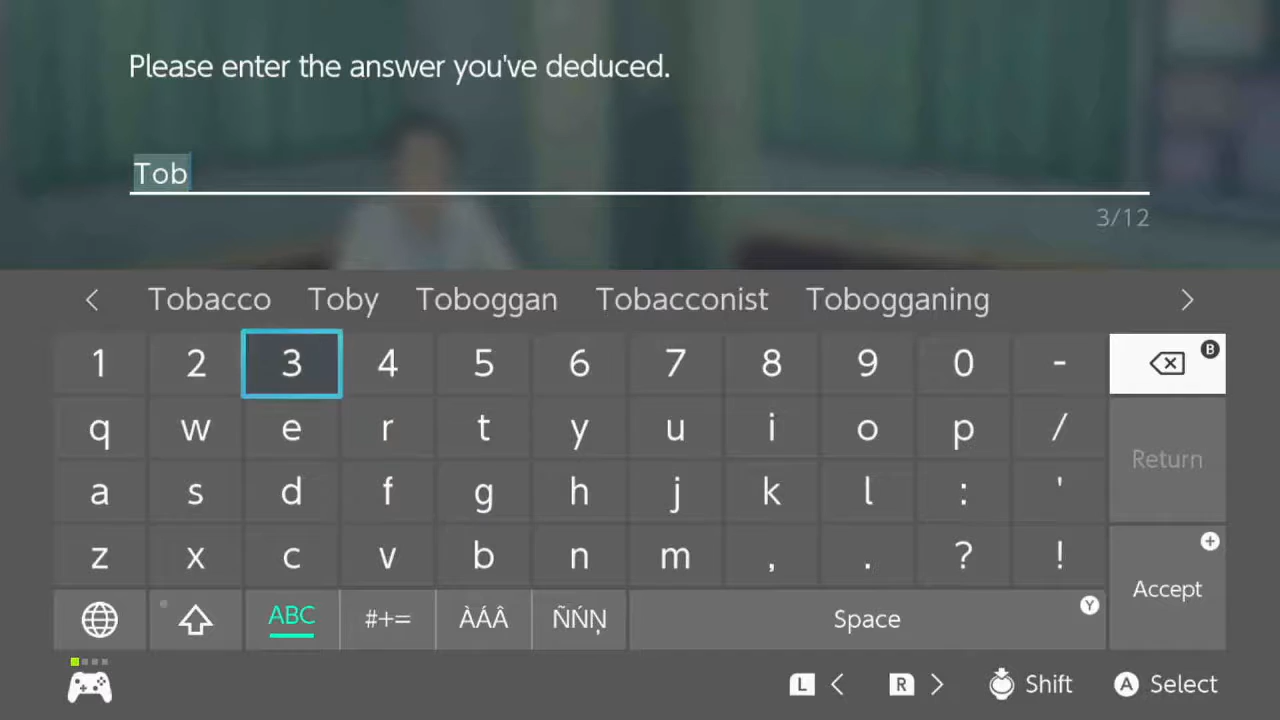 Please enter the answer you've deduced.
Tob
3/12
Tobacco Toby Toboggan Tobacconist Tobogganing
1 2 3 4 5 6 7 8 9 0 - B
q w e r t y u i o p /
Return
a s d f g h j k l : '
z x c v b n m , . ? ! +
Accept
ABC #+= ÀÁÂ ÑŃŅ Space Y
L R Shift A Select